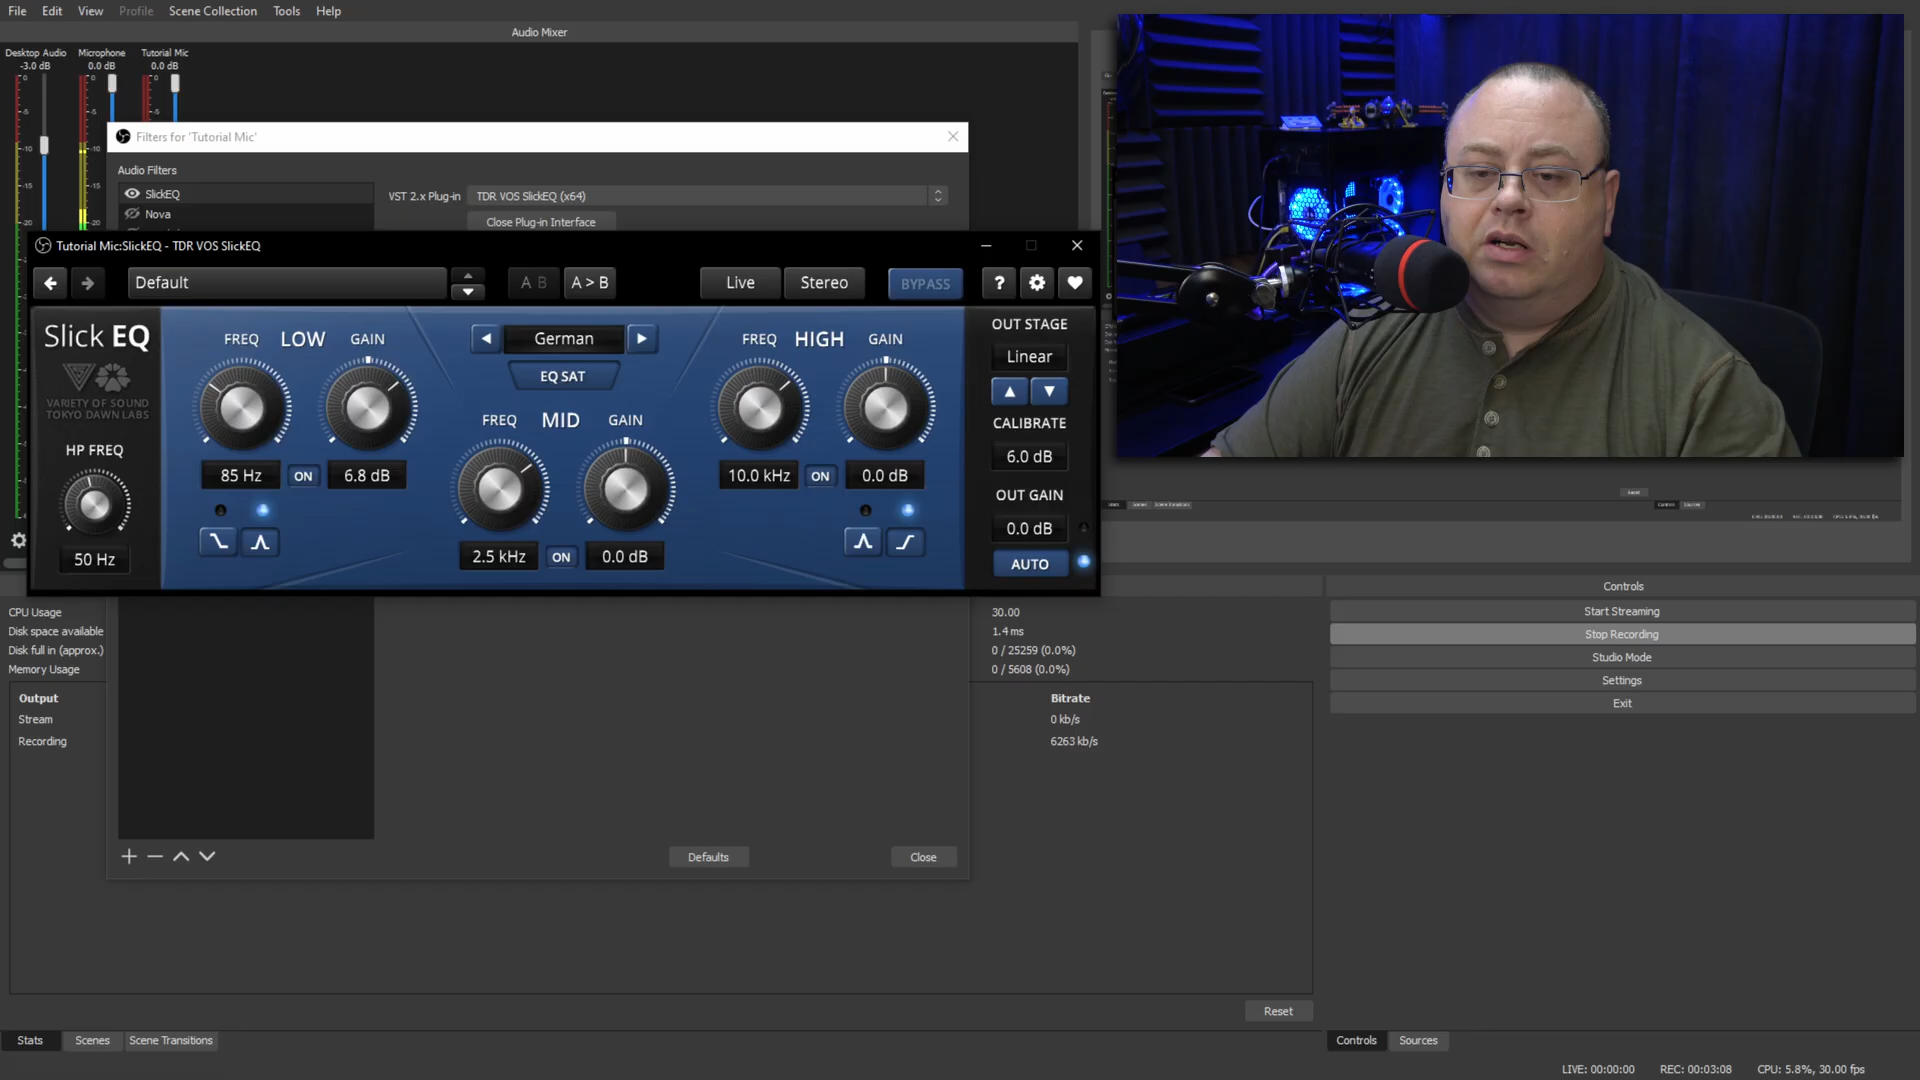 File Edit View Profile Scene Collection Tools Help
Audio Mixer
Desktop Audio Microphone Tutorial Mic
-3.0 dB 0.0 dB 0.0 dB
Filters for 'Tutorial Mic'
Audio Filters
SlickEQ
Nova
VST 2.x Plug-in TDR VOS SlickEQ (x64)
Close Plug-in Interface
Tutorial Mic:SlickEQ - TDR VOS SlickEQ
Default A B A > B Live Stereo BYPASS ?
Slick EQ
VARIETY OF SOUND
TOKYO DAWN LABS
HP FREQ
50 Hz
FREQ LOW GAIN
85 Hz ON 6.8 dB
German
EQ SAT
FREQ MID GAIN
2.5 kHz ON 0.0 dB
FREQ HIGH GAIN
10.0 kHz ON 0.0 dB
OUT STAGE
Linear
CALIBRATE
6.0 dB
OUT GAIN
0.0 dB
AUTO
CPU Usage
Disk space available
Disk full in (approx.)
Memory Usage
30.00
1.4 ms
0 / 25259 (0.0%)
0 / 5608 (0.0%)
Output Bitrate
Stream 0 kb/s
Recording 6263 kb/s
Defaults Close
Reset
Controls
Start Streaming
Stop Recording
Studio Mode
Settings
Exit
Stats Scenes Scene Transitions
Controls Sources
LIVE: 00:00:00 REC: 00:03:08 CPU: 5.8%, 30.00 fps